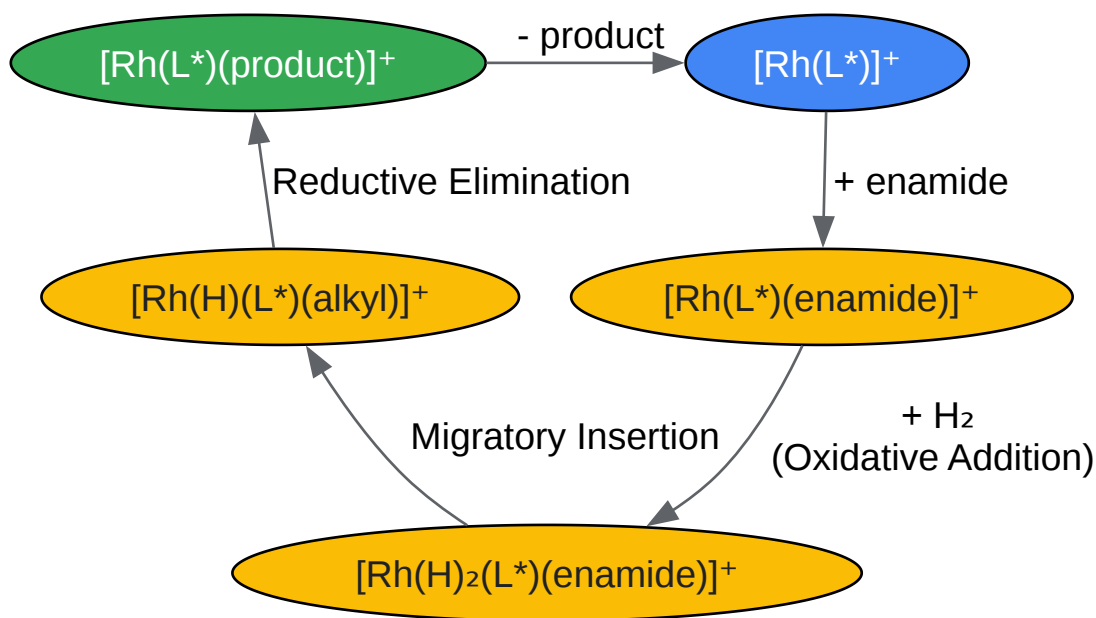 [Rh(L*)(product)]⁺
- product
[Rh(L*)]⁺
Reductive Elimination
+ enamide
[Rh(H)(L*)(alkyl)]⁺
[Rh(L*)(enamide)]⁺
Migratory Insertion
+ H₂
(Oxidative Addition)
[Rh(H)₂(L*)(enamide)]⁺